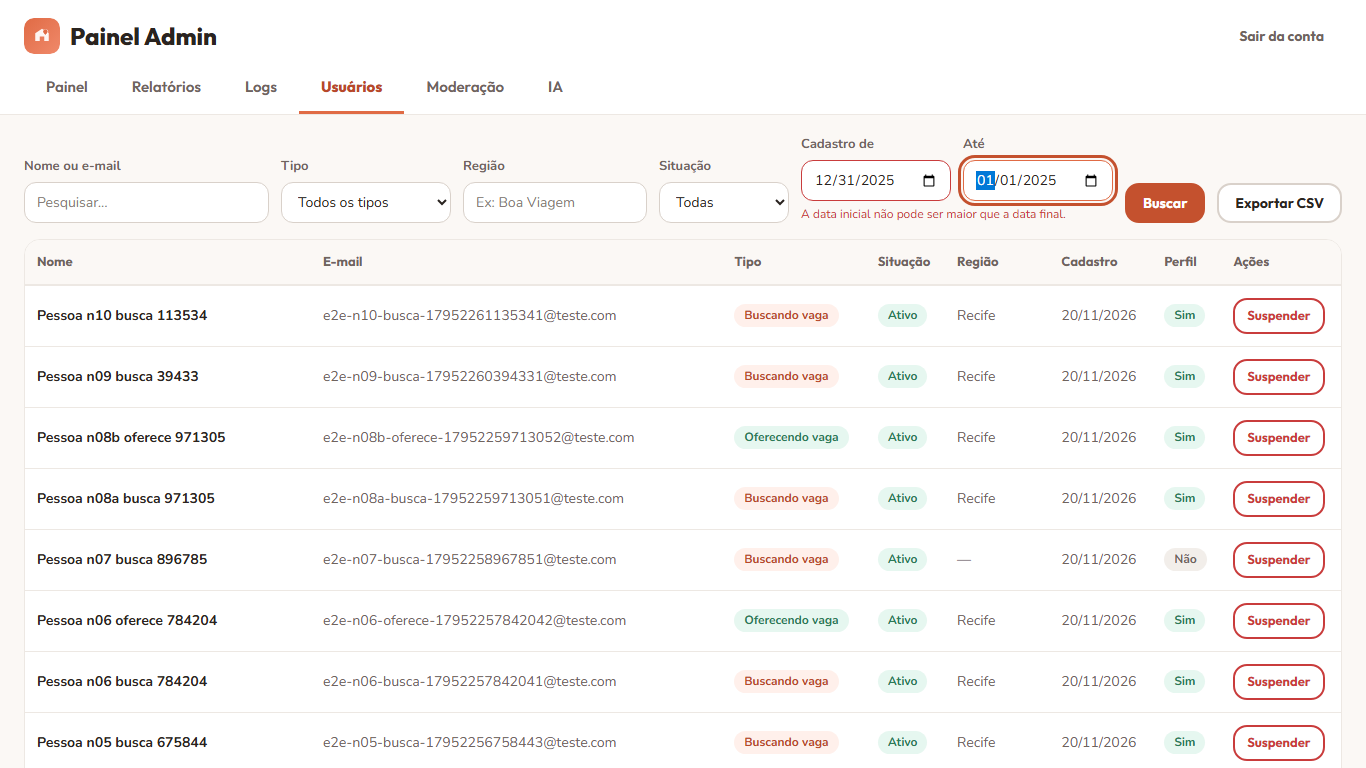 Painel Admin
Sair da conta
Painel Relatórios Logs Usuários Moderação IA
Nome ou e-mail
Tipo
Região
Situação
Cadastro de
Até
Pesquisar...
Todos os tipos
Ex: Boa Viagem
Todas
12/31/2025
01/01/2025
A data inicial não pode ser maior que a data final.
Buscar
Exportar CSV
Nome E-mail Tipo Situação Região Cadastro Perfil Ações
Pessoa n10 busca 113534 e2e-n10-busca-17952261135341@teste.com Buscando vaga Ativo Recife 20/11/2026 Sim Suspender
Pessoa n09 busca 39433 e2e-n09-busca-17952260394331@teste.com Buscando vaga Ativo Recife 20/11/2026 Sim Suspender
Pessoa n08b oferece 971305 e2e-n08b-oferece-17952259713052@teste.com Oferecendo vaga Ativo Recife 20/11/2026 Sim Suspender
Pessoa n08a busca 971305 e2e-n08a-busca-17952259713051@teste.com Buscando vaga Ativo Recife 20/11/2026 Sim Suspender
Pessoa n07 busca 896785 e2e-n07-busca-17952258967851@teste.com Buscando vaga Ativo — 20/11/2026 Não Suspender
Pessoa n06 oferece 784204 e2e-n06-oferece-17952257842042@teste.com Oferecendo vaga Ativo Recife 20/11/2026 Sim Suspender
Pessoa n06 busca 784204 e2e-n06-busca-17952257842041@teste.com Buscando vaga Ativo Recife 20/11/2026 Sim Suspender
Pessoa n05 busca 675844 e2e-n05-busca-17952256758443@teste.com Buscando vaga Ativo Recife 20/11/2026 Sim Suspender